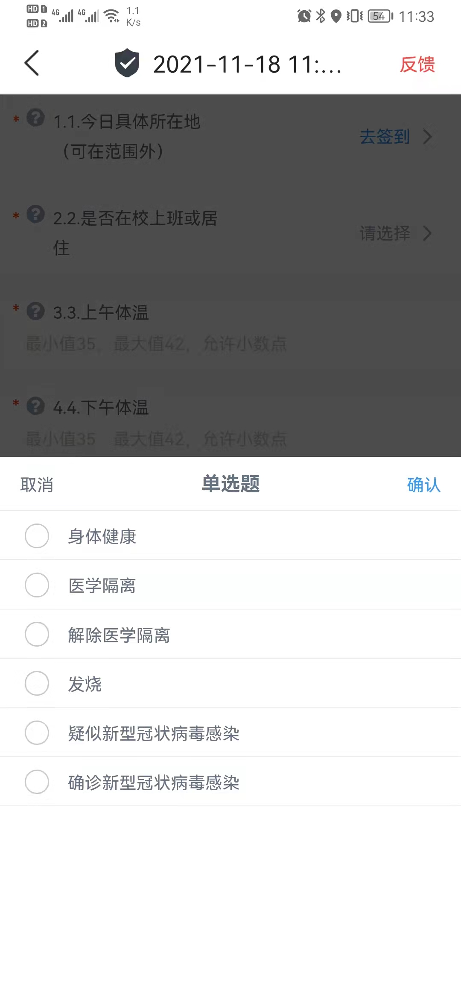 HD 1 4G 4G 1.1
HD 2 K/s
54 11:33
2021-11-18 11:...
反馈
* 1.1.今日具体所在地
（可在范围外）
去签到
* 2.2.是否在校上班或居
住
请选择
* 3.3.上午体温
最小值35，最大值42，允许小数点
* 4.4.下午体温
最小值35 最大值42，允许小数点
取消
单选题
确认
身体健康
医学隔离
解除医学隔离
发烧
疑似新型冠状病毒感染
确诊新型冠状病毒感染